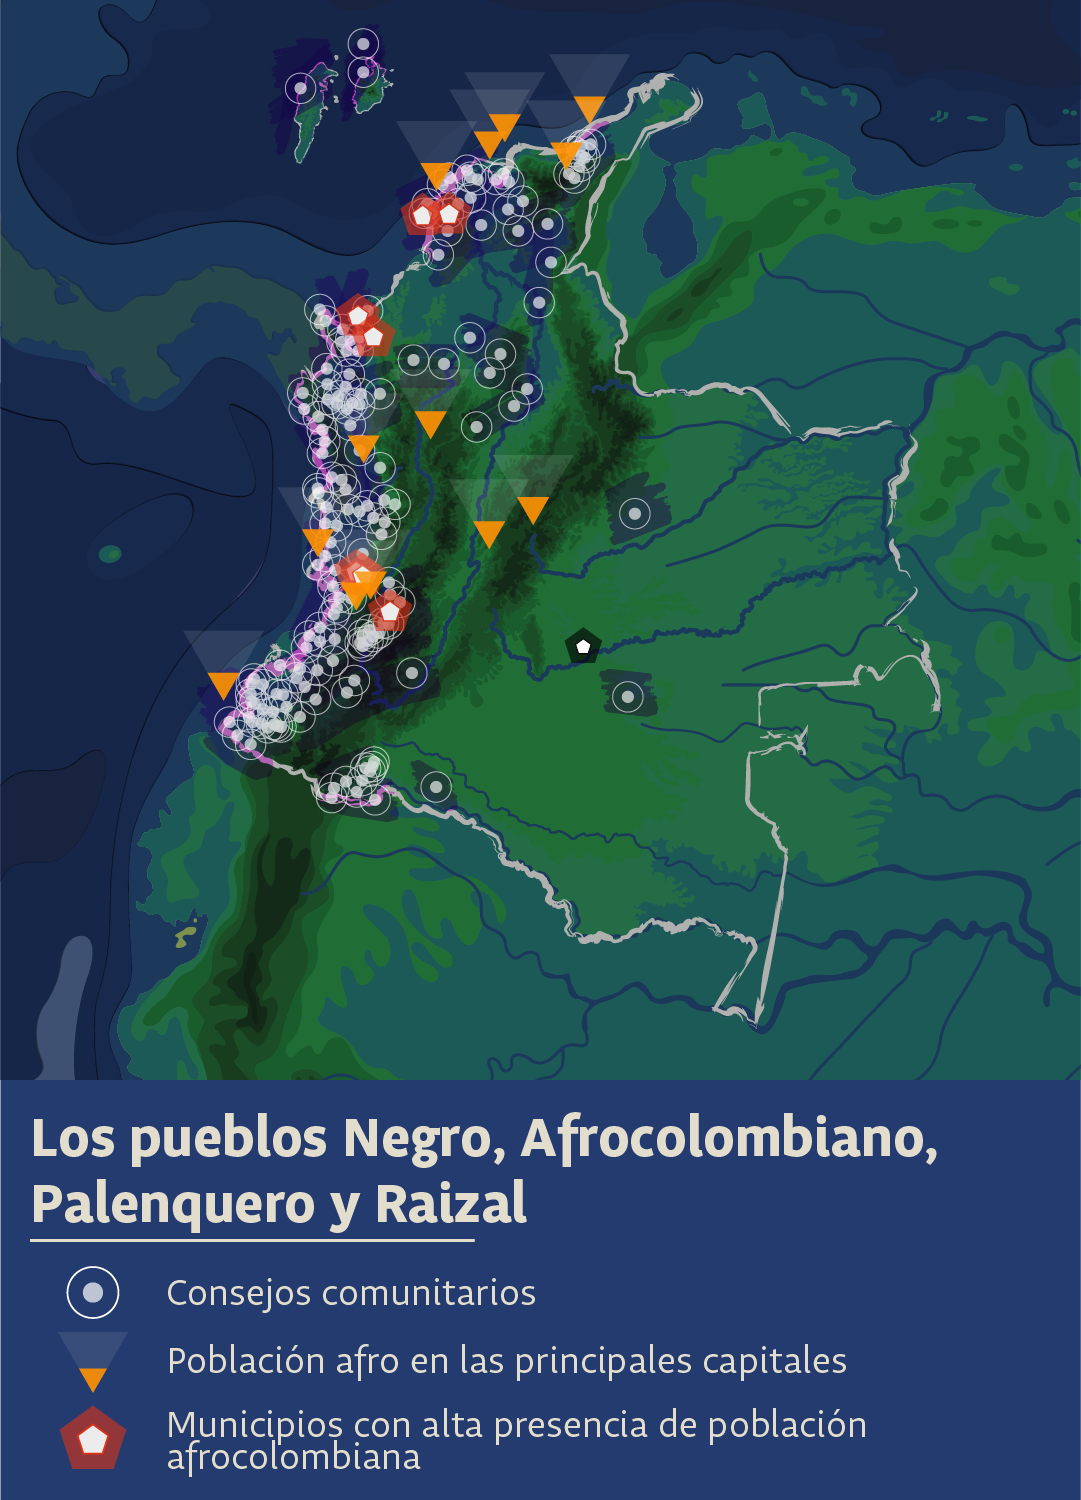 Los pueblos Negro, Afrocolombiano,
Palenquero y Raizal
Consejos comunitarios
Población afro en las principales capitales
Municipios con alta presencia de población
afrocolombiana